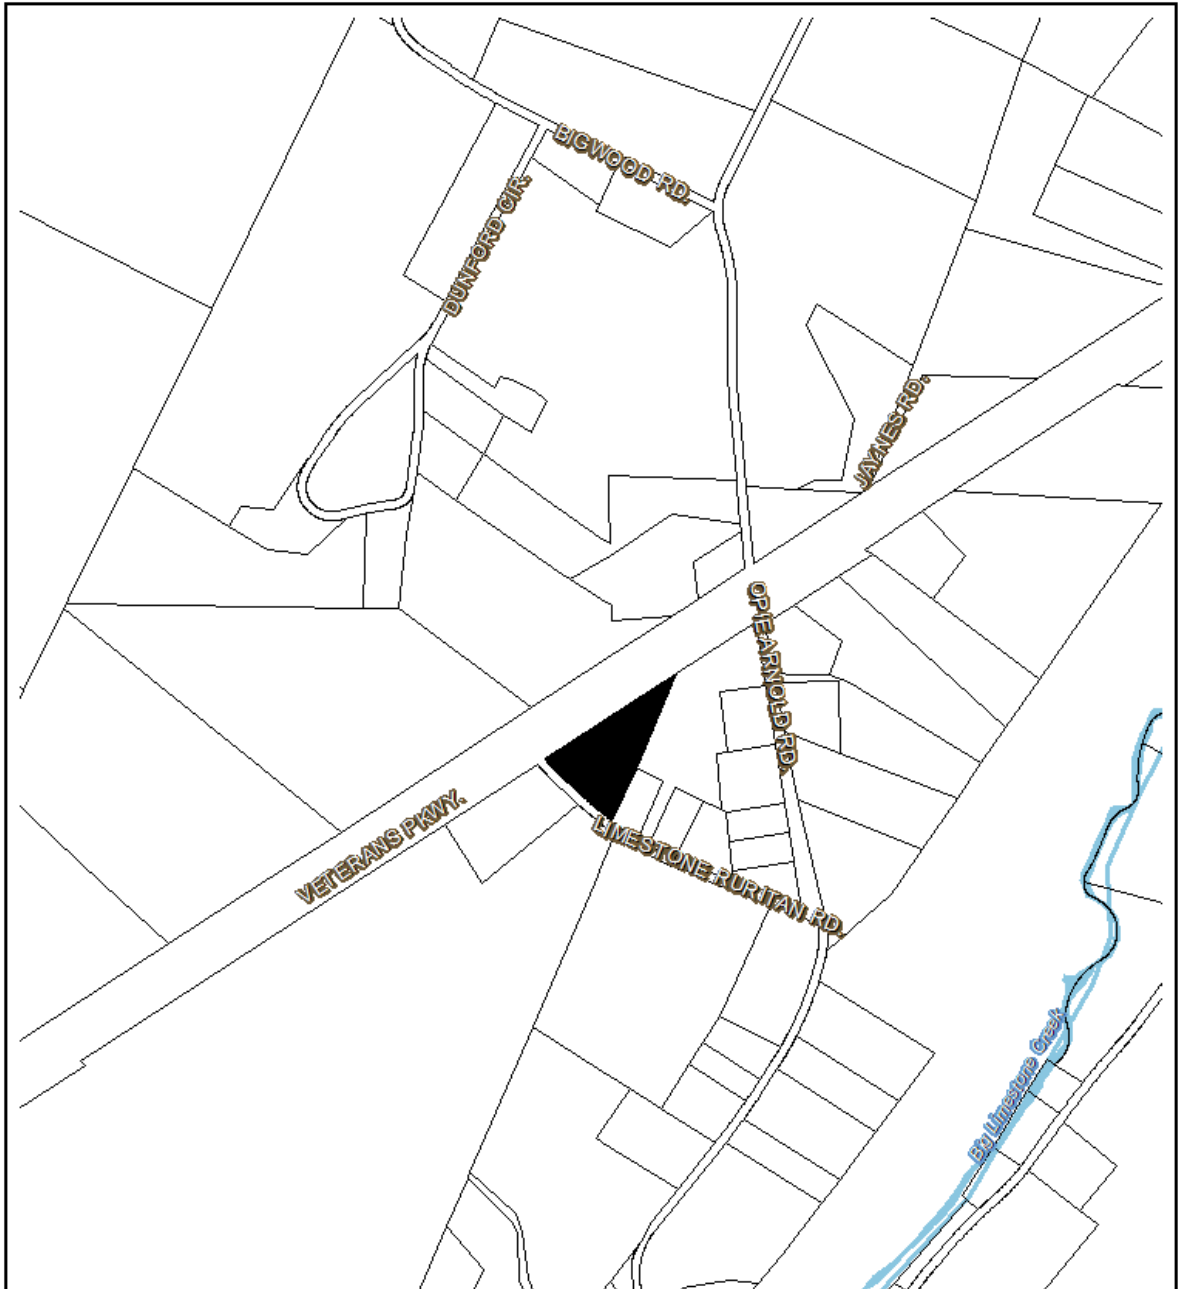 BIGWOOD RD.
DUNFORD CIR.
JAYNES RD.
OPIE ARNOLD RD.
VETERANS PKWY.
LIMESTONE RURITAN RD.
Big Limestone Creek